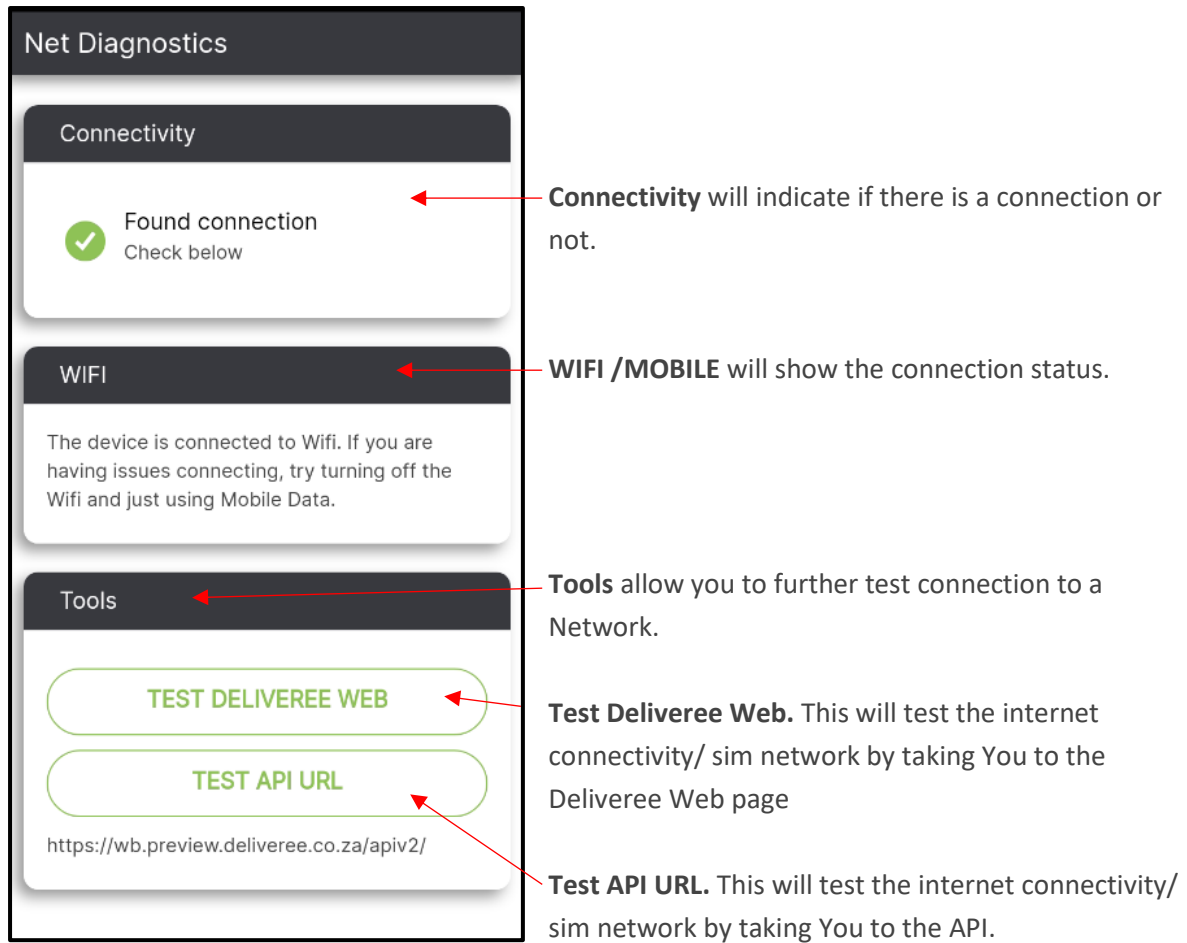 Net Diagnostics
Connectivity
Found connection
Check below
WIFI
The device is connected to Wifi. If you are
having issues connecting, try turning off the
Wifi and just using Mobile Data.
Tools
TEST DELIVEREE WEB
TEST API URL
https://wb.preview.deliveree.co.za/apiv2/
Connectivity will indicate if there is a connection or
not.
WIFI /MOBILE will show the connection status.
Tools allow you to further test connection to a
Network.
Test Deliveree Web. This will test the internet
connectivity/ sim network by taking You to the
Deliveree Web page
Test API URL. This will test the internet connectivity/
sim network by taking You to the API.